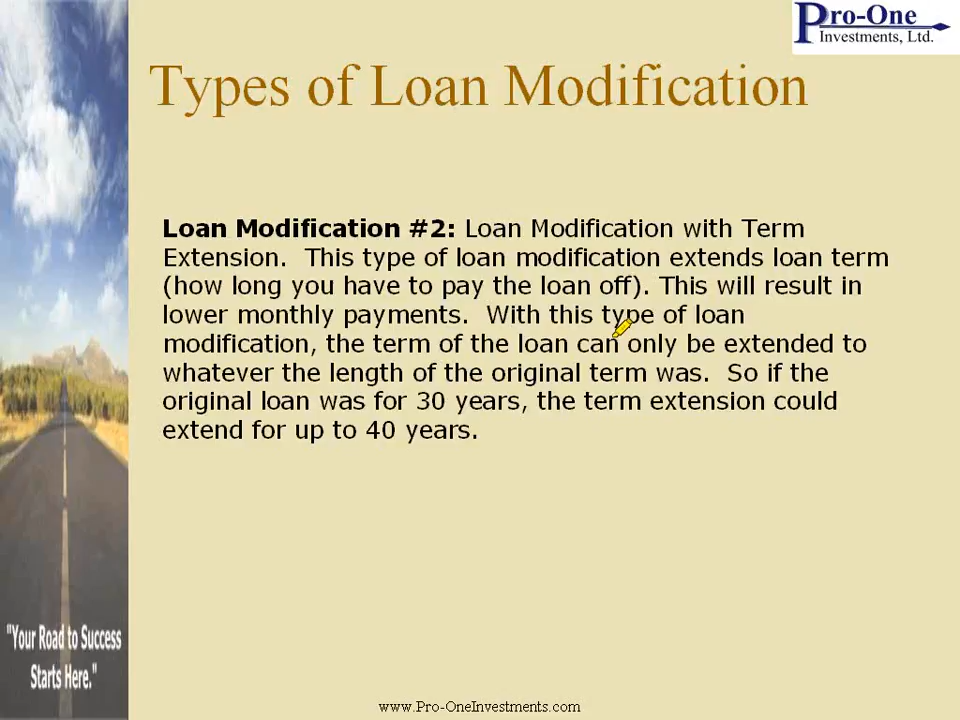 Pro-One
Investments, Ltd.
Types of Loan Modification
Loan Modification #2: Loan Modification with Term
Extension.  This type of loan modification extends loan term
(how long you have to pay the loan off). This will result in
lower monthly payments.  With this type of loan
modification, the term of the loan can only be extended to
whatever the length of the original term was.  So if the
original loan was for 30 years, the term extension could
extend for up to 40 years.
"Your Road to Success
Starts Here."
www.Pro-OneInvestments.com